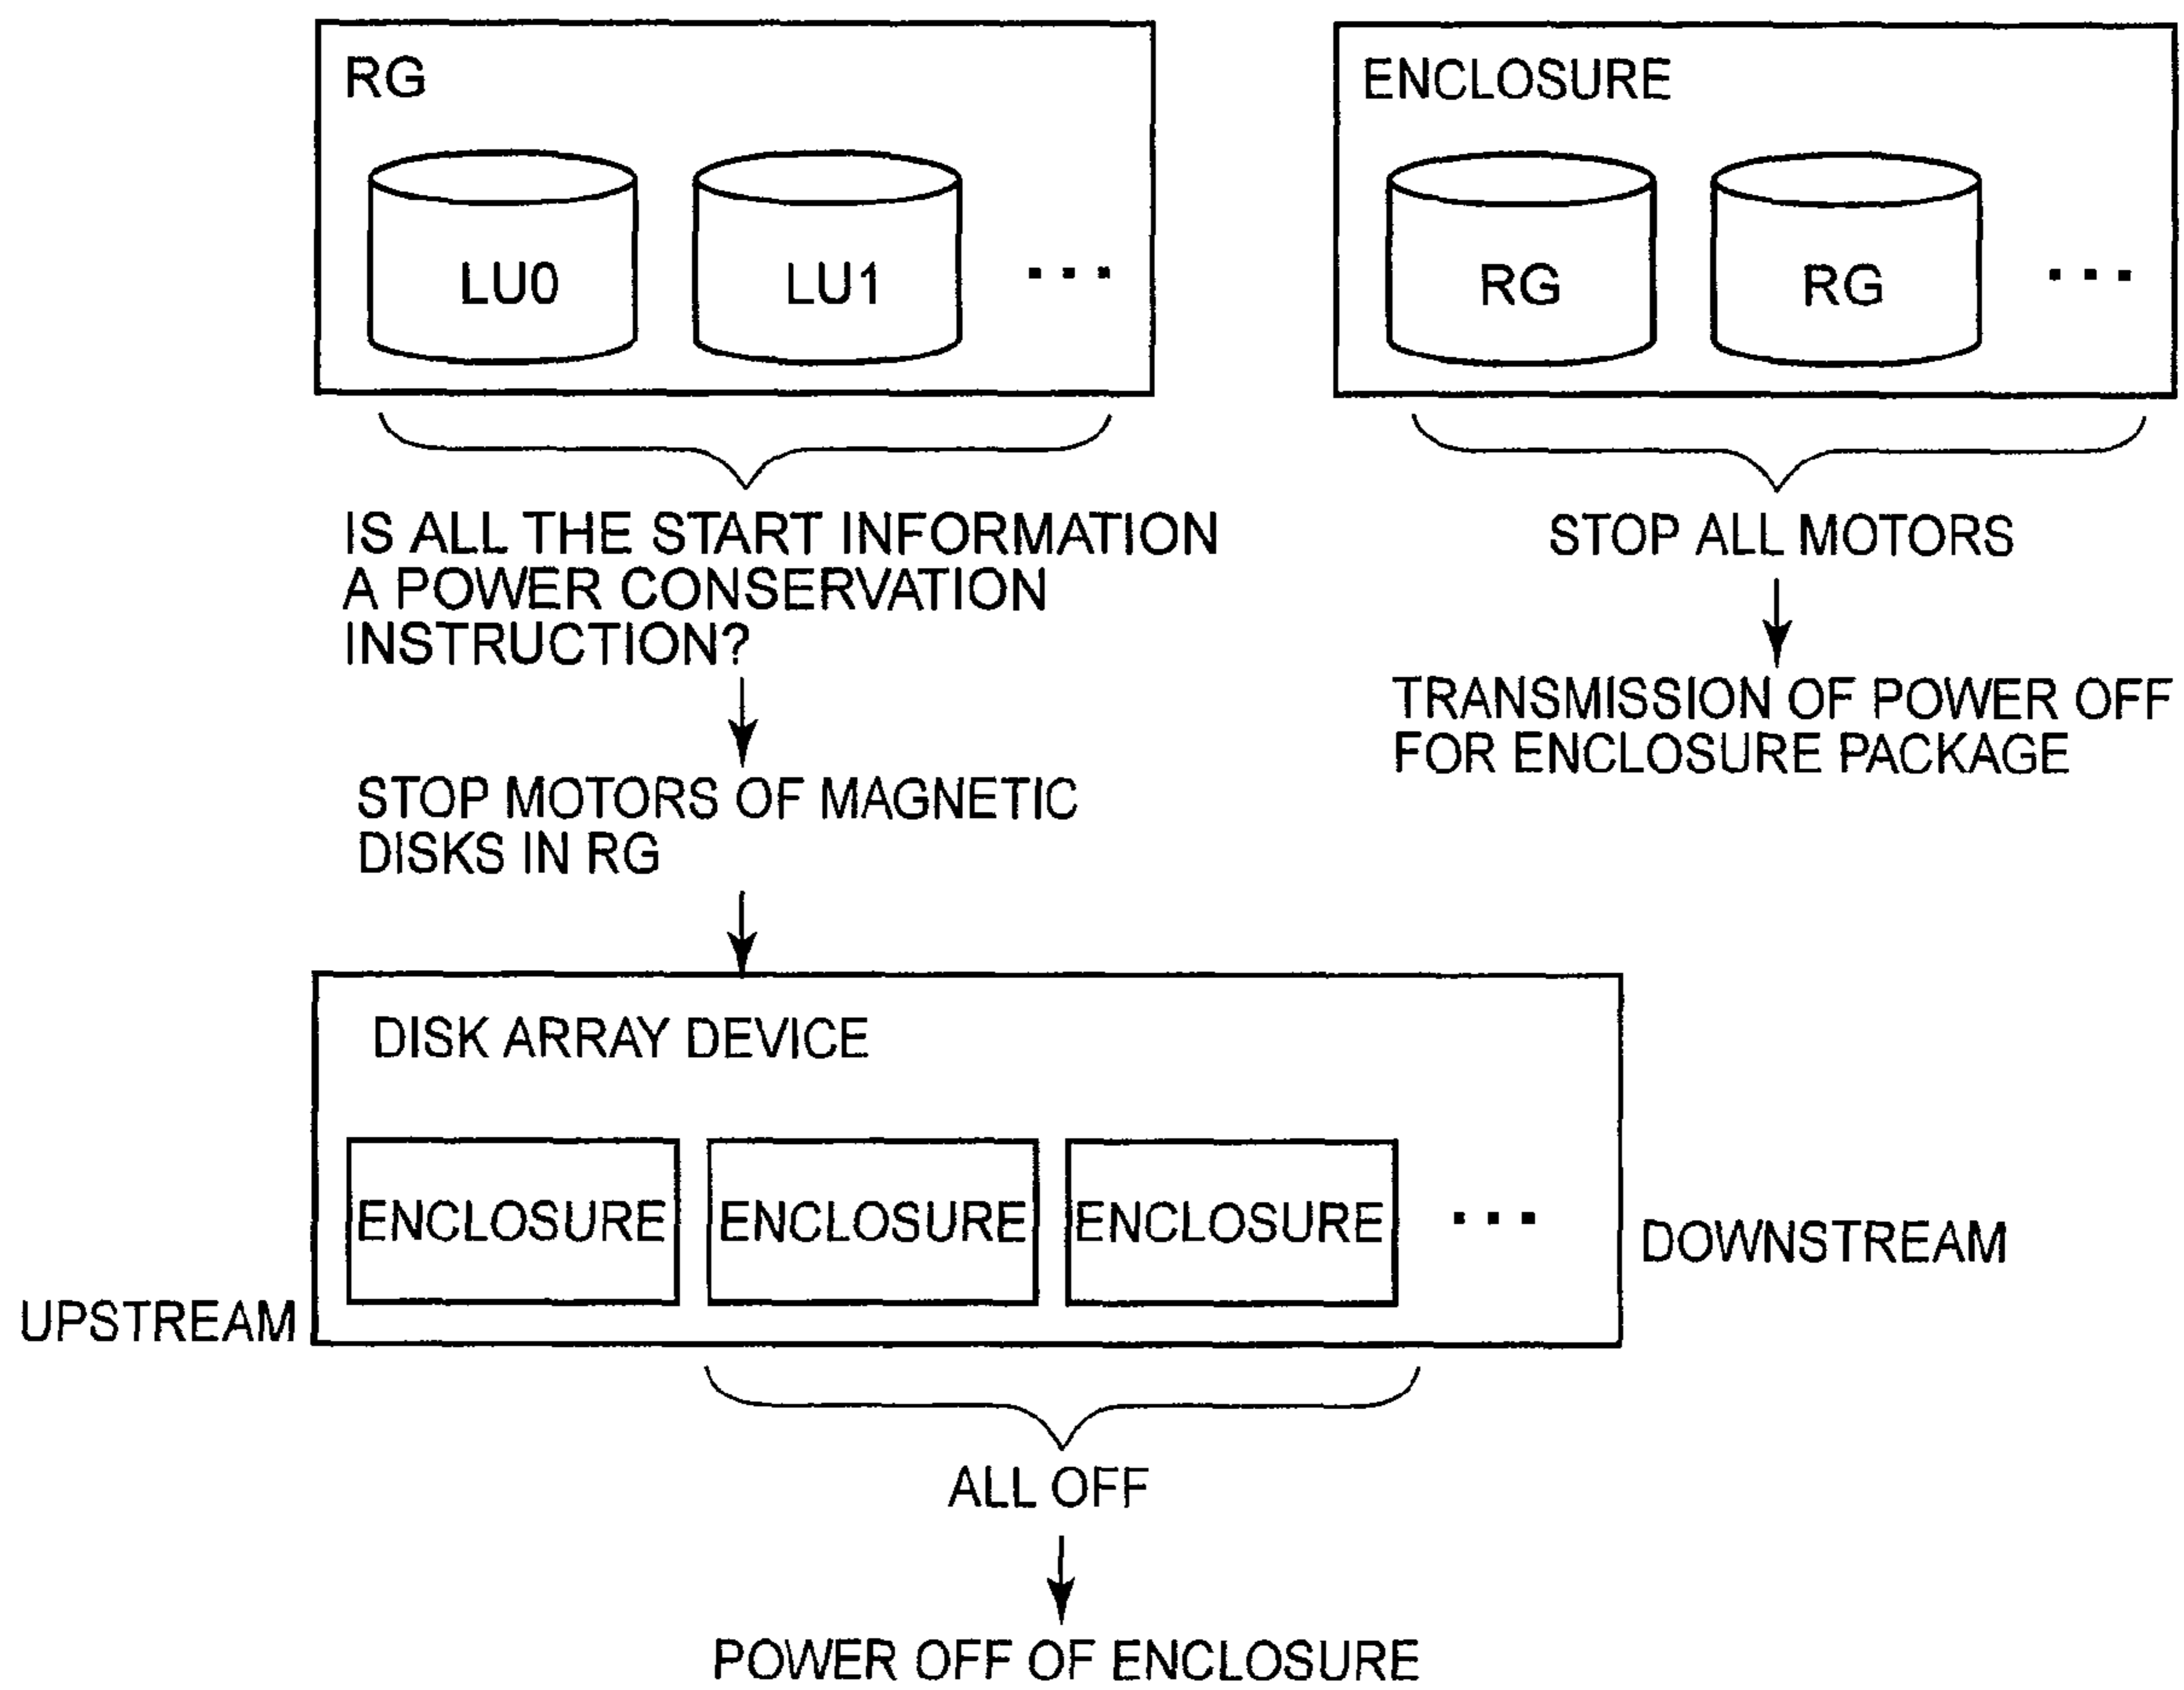 RG
LU0
LU1
...
IS ALL THE START INFORMATION
A POWER CONSERVATION
INSTRUCTION?
STOP MOTORS OF MAGNETIC
DISKS IN RG
ENCLOSURE
RG
RG
...
STOP ALL MOTORS
TRANSMISSION OF POWER OFF
FOR ENCLOSURE PACKAGE
DISK ARRAY DEVICE
ENCLOSURE
ENCLOSURE
ENCLOSURE
...
UPSTREAM
DOWNSTREAM
ALL OFF
POWER OFF OF ENCLOSURE